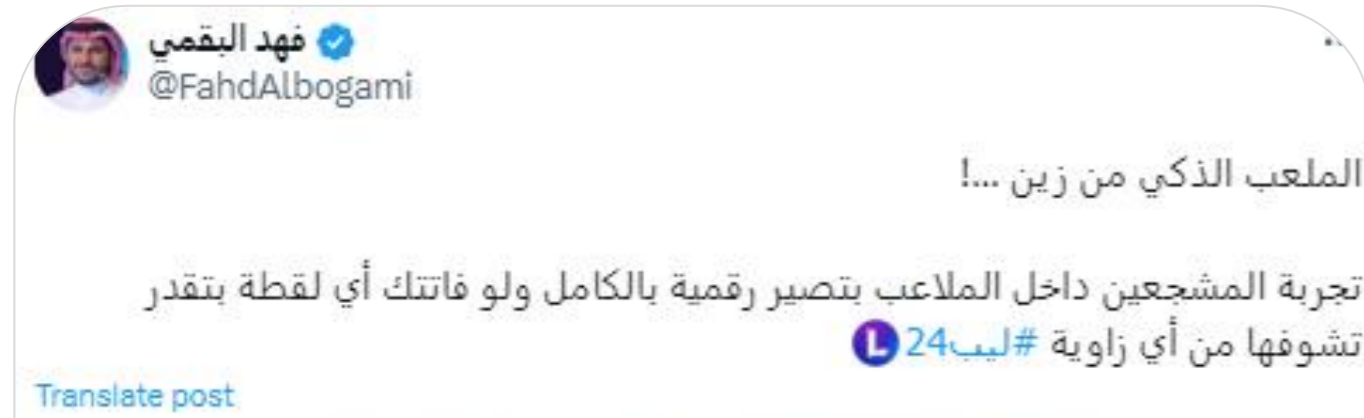 فهد البقمي
@FahdAlbogami
الملعب الذكي من زين ...!
تجربة المشجعين داخل الملاعب بتصير رقمية بالكامل ولو فاتتك أي لقطة بتقدر
تشوفها من أي زاوية #ليب24
Translate post